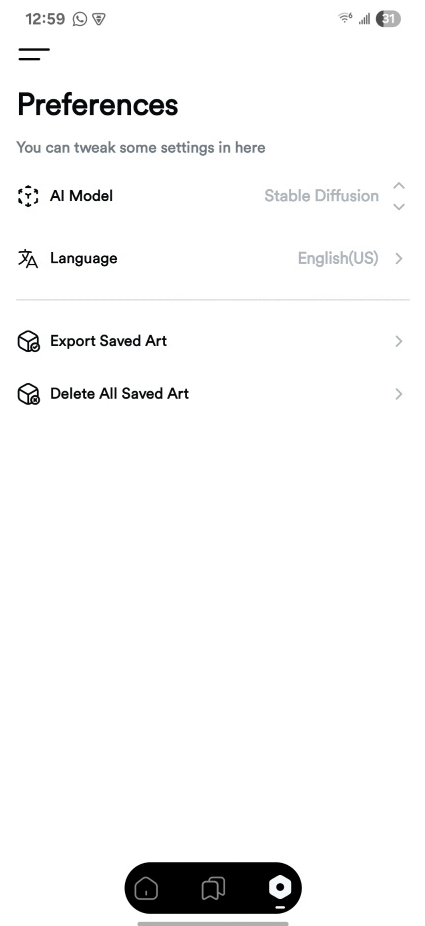 12:59
31
Preferences
You can tweak some settings in here
AI Model Stable Diffusion
Language English(US)
Export Saved Art
Delete All Saved Art